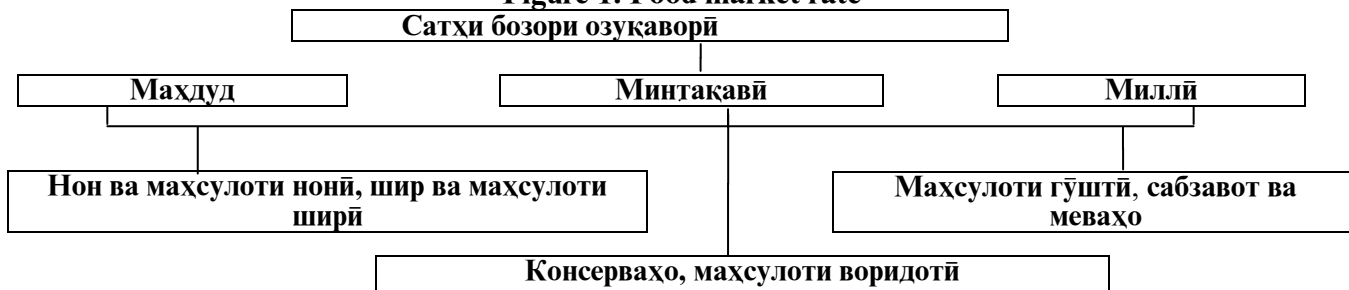 Figure 1. Food market rate
Сатҳи бозори озуқаворӣ
Маҳдуд
Минтақавӣ
Миллӣ
Нон ва маҳсулоти нонӣ, шир ва маҳсулоти
ширӣ
Маҳсулоти гӯштӣ, сабзавот ва
меваҳо
Консерваҳо, маҳсулоти воридотӣ